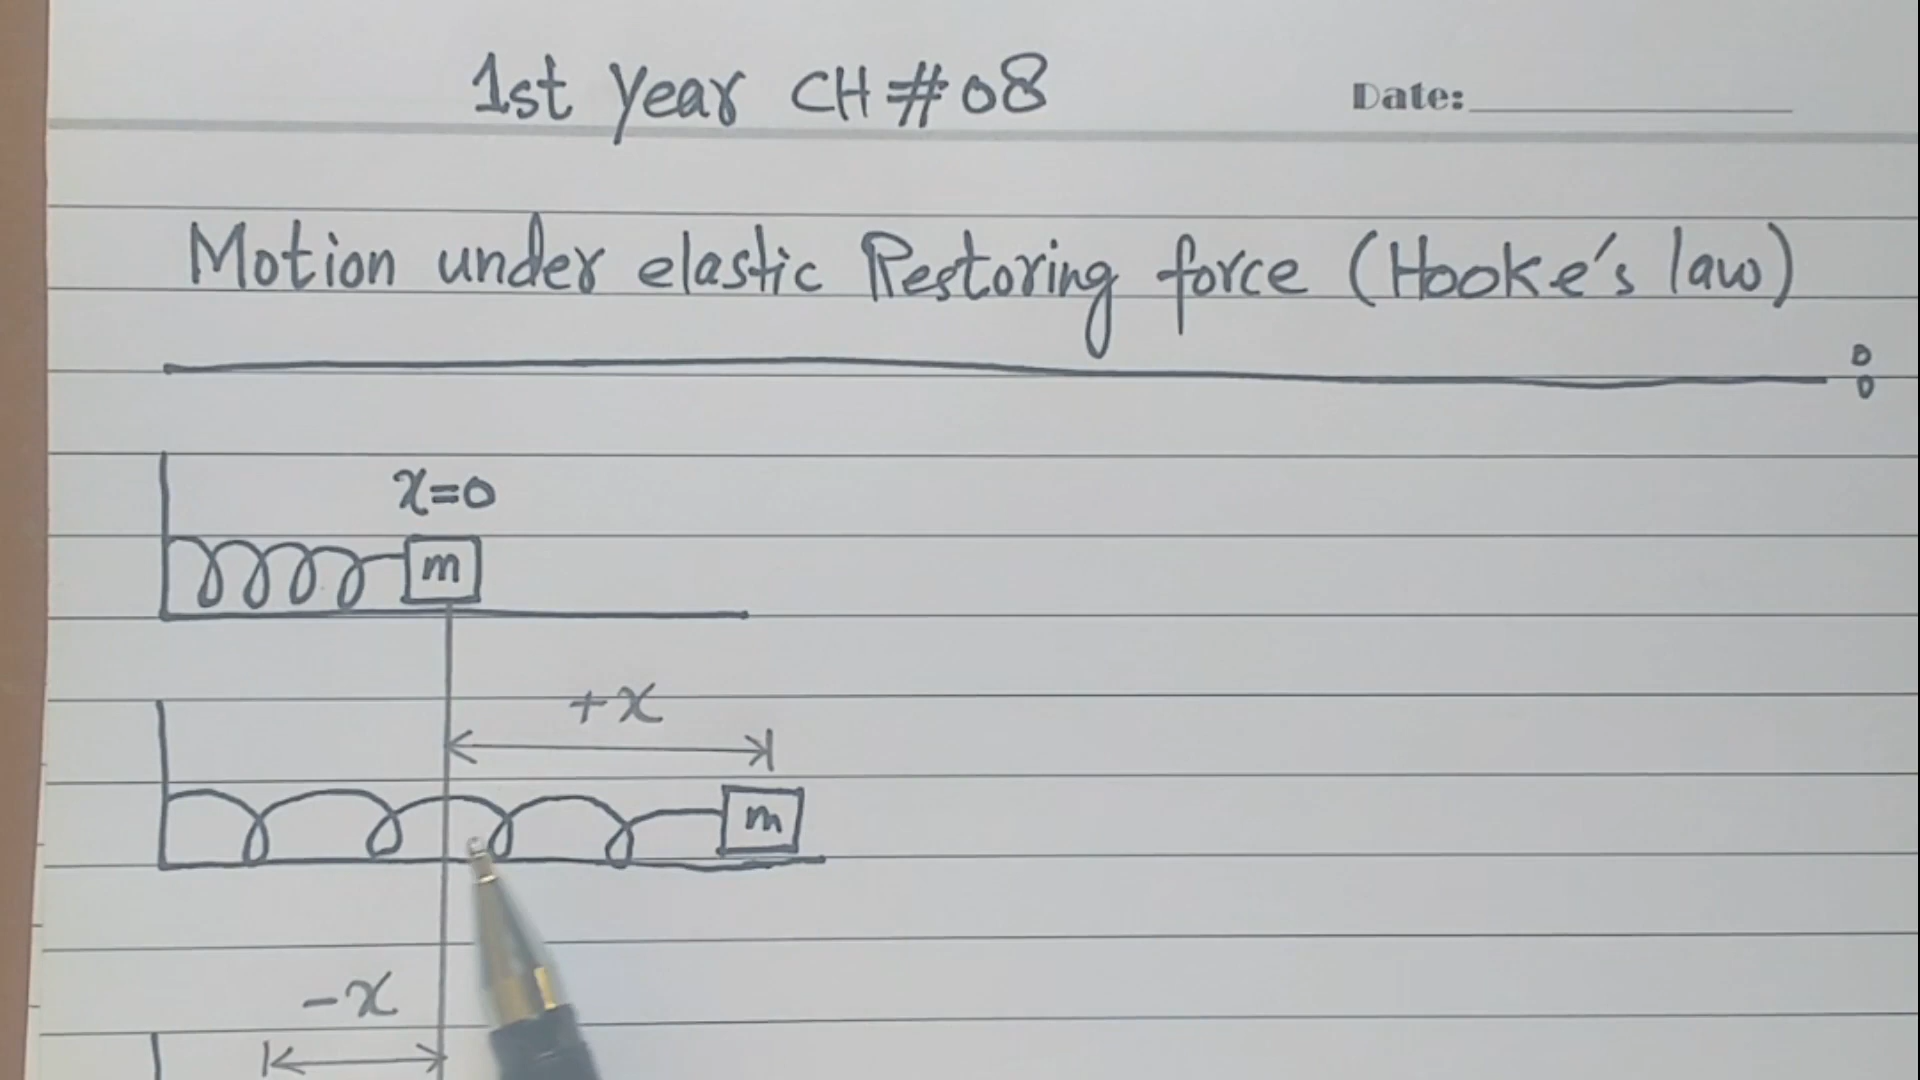 1st Year CH#08
Date:
Motion under elastic Restoring force (Hooke's law)
x=0
m
+x
m
-x